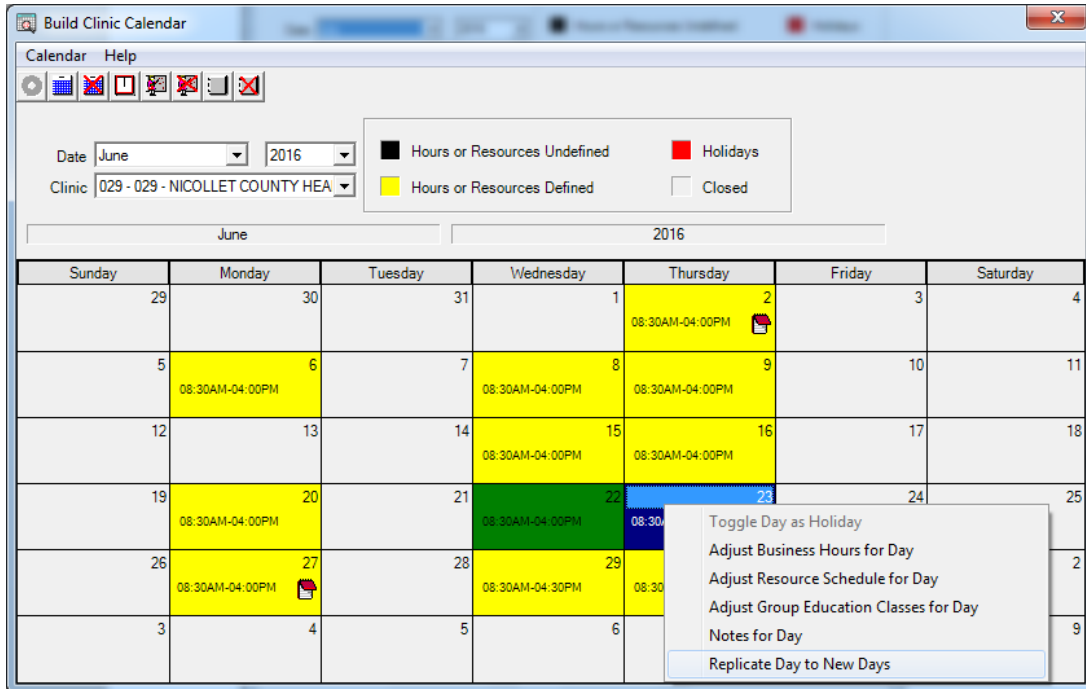 Build Clinic Calendar
Calendar Help
Date June 2016
Clinic 029 - 029 - NICOLLET COUNTY HEA
Hours or Resources Undefined Holidays
Hours or Resources Defined Closed
June 2016
Sunday Monday Tuesday Wednesday Thursday Friday Saturday
29 30 31 1 2 3 4
08:30AM-04:00PM
5 6 7 8 9 10 11
08:30AM-04:00PM 08:30AM-04:00PM 08:30AM-04:00PM
12 13 14 15 16 17 18
08:30AM-04:00PM 08:30AM-04:00PM
19 20 21 22 23 24 25
08:30AM-04:00PM 08:30AM-04:00PM 08:30
Toggle Day as Holiday
Adjust Business Hours for Day
26 27 28 29 2
Adjust Resource Schedule for Day
08:30AM-04:00PM 08:30AM-04:30PM 08:30
Adjust Group Education Classes for Day
3 4 5 6 9
Notes for Day
Replicate Day to New Days